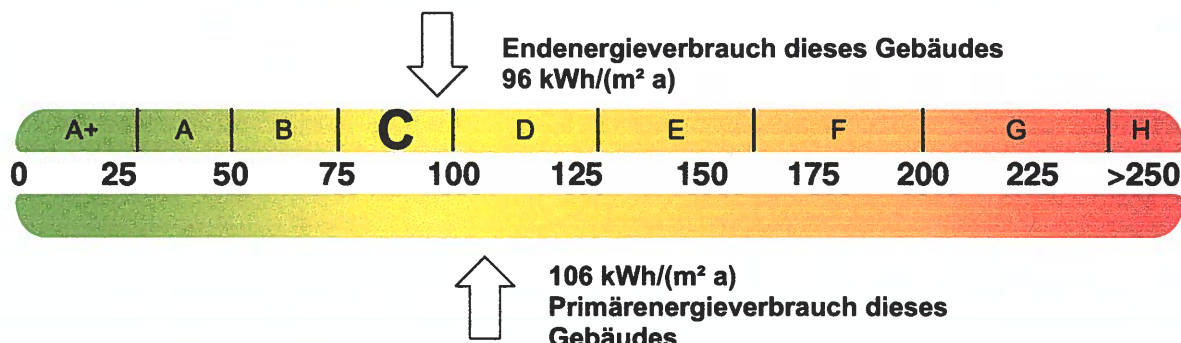 Endenergieverbrauch dieses Gebäudes
96 kWh/(m² a)
A+ A B C D E F G H
0 25 50 75 100 125 150 175 200 225 >250
106 kWh/(m² a)
Primärenergieverbrauch dieses
Gebäudes